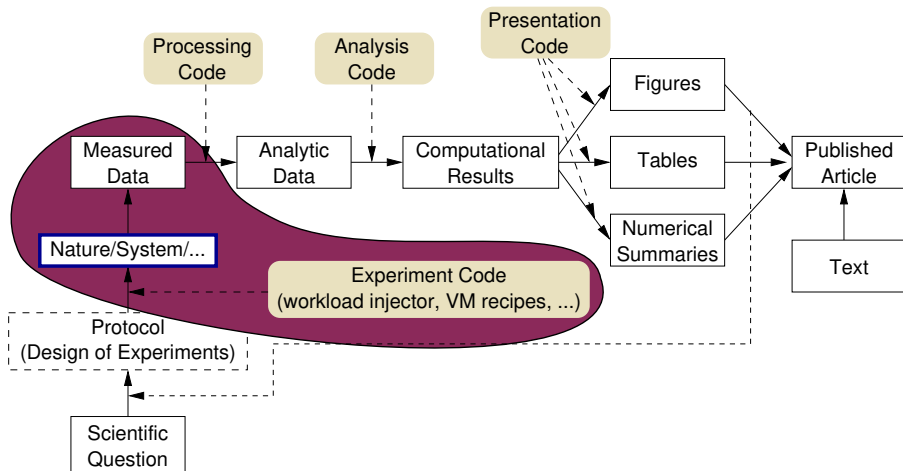 Processing
Code
Analysis
Code
Presentation
Code
Figures
Measured
Data
Analytic
Data
Computational
Results
Tables
Published
Article
Nature/System/...
Numerical
Summaries
Experiment Code
(workload injector, VM recipes, ...)
Text
Protocol
(Design of Experiments)
Scientific
Question